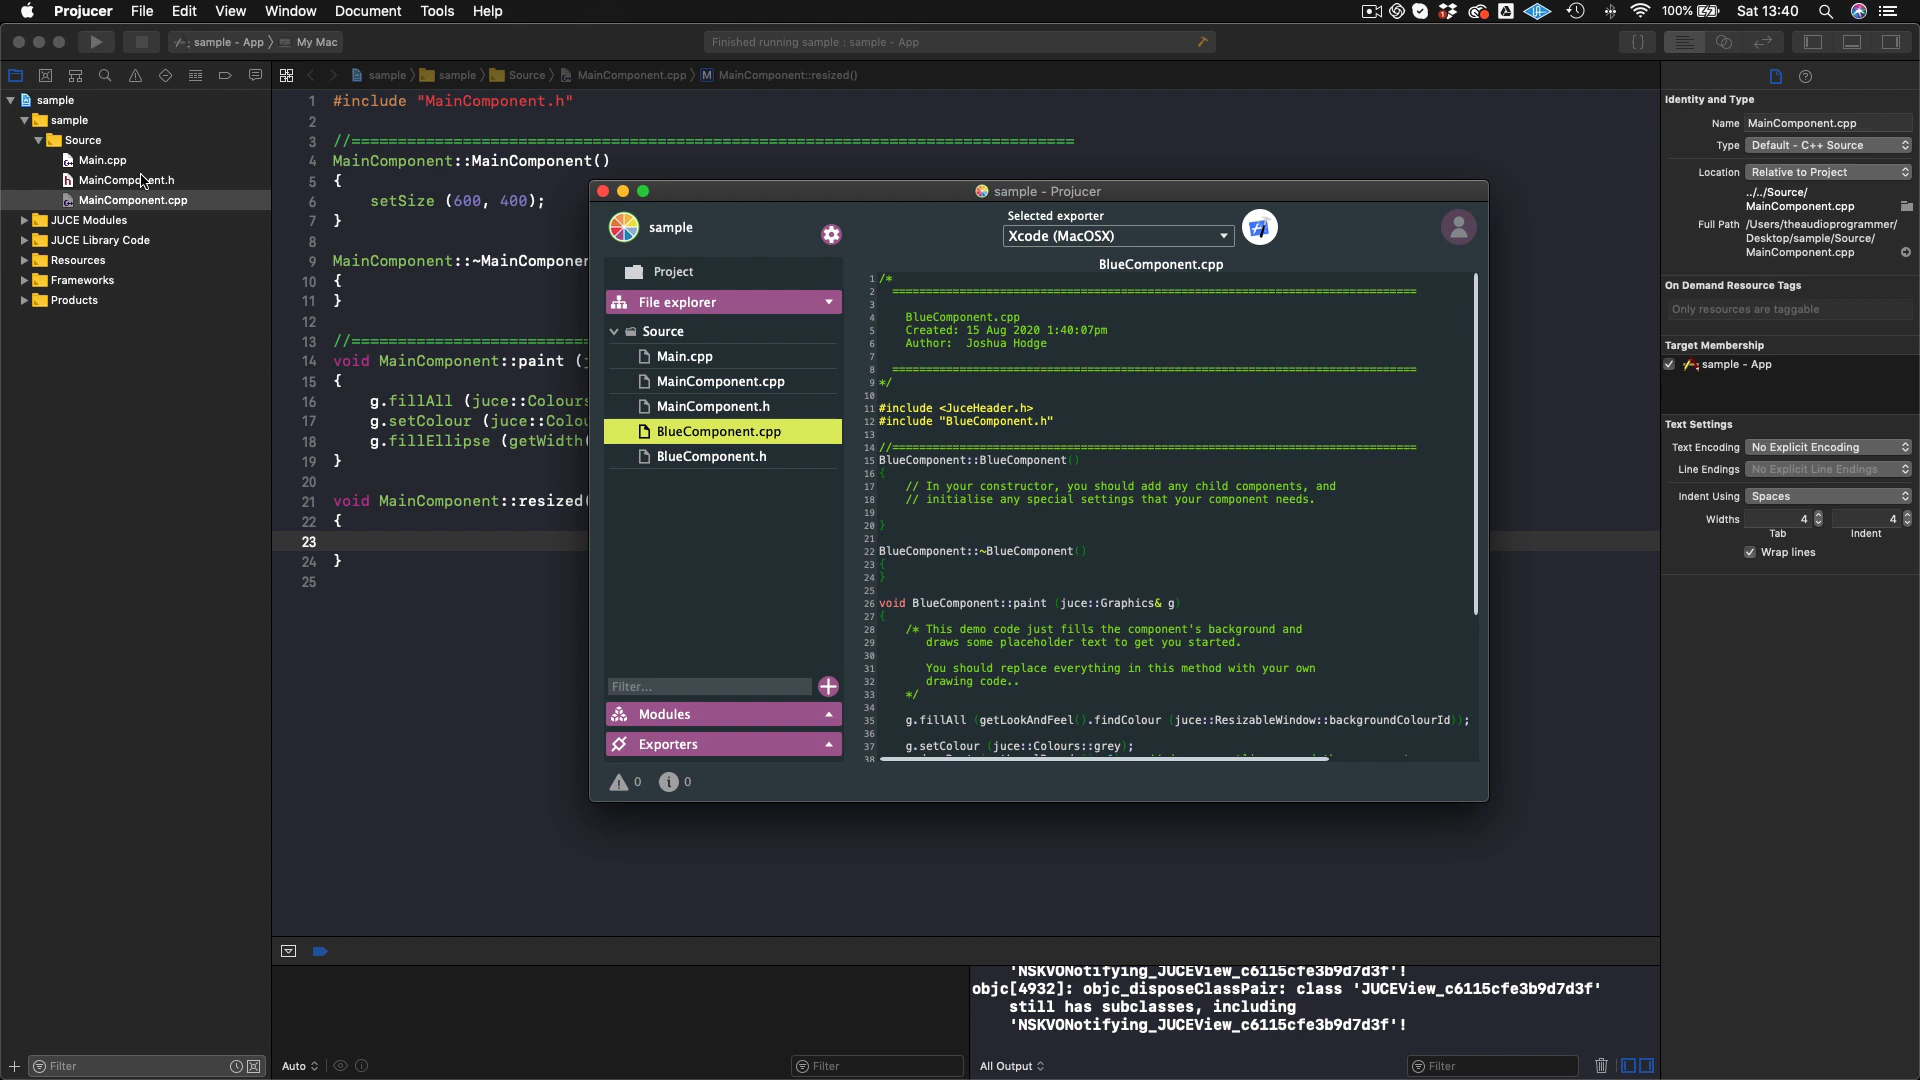 Projucer File Edit View Window Document Tools Help
100% Sat 13:40
sample - App My Mac
Finished running sample : sample - App
sample Source MainComponent.cpp M MainComponent::resized()
sample
sample
Source
Main.cpp
MainComponent.h
MainComponent.cpp
JUCE Modules
JUCE Library Code
Resources
Frameworks
Products
1 #include "MainComponent.h"
2
3 //==============================================================================
4 MainComponent::MainComponent()
5 {
6 setSize (600, 400);
7 }
8
9 MainComponent::~MainComponen
10 {
11 }
12
13 //============================
14 void MainComponent::paint (j
15 {
16 g.fillAll (juce::Colours
17 g.setColour (juce::Colou
18 g.fillEllipse (getWidth(
19 }
20
21 void MainComponent::resized(
22 {
23
24 }
25
sample - Projucer
sample
Selected exporter
Xcode (MacOSX)
Project
File explorer
Source
Main.cpp
MainComponent.cpp
MainComponent.h
BlueComponent.cpp
BlueComponent.h
Filter...
Modules
Exporters
0 0
BlueComponent.cpp
1 /*
2 ==============================================================================
3
4 BlueComponent.cpp
5 Created: 15 Aug 2020 1:40:07pm
6 Author: Joshua Hodge
7
8 ==============================================================================
9 */
10
11 #include <JuceHeader.h>
12 #include "BlueComponent.h"
13
14 //==============================================================================
15 BlueComponent::BlueComponent()
16 {
17 // In your constructor, you should add any child components, and
18 // initialise any special settings that your component needs.
19
20 }
21
22 BlueComponent::~BlueComponent()
23 {
24 }
25
26 void BlueComponent::paint (juce::Graphics& g)
27 {
28 /* This demo code just fills the component's background and
29 draws some placeholder text to get you started.
30
31 You should replace everything in this method with your own
32 drawing code..
33 */
34
35 g.fillAll (getLookAndFeel().findColour (juce::ResizableWindow::backgroundColourId));
36
37 g.setColour (juce::Colours::grey);
38
Identity and Type
Name MainComponent.cpp
Type Default - C++ Source
Location Relative to Project
../../Source/
MainComponent.cpp
Full Path /Users/theaudioprogrammer/
Desktop/sample/Source/
MainComponent.cpp
On Demand Resource Tags
Only resources are taggable
Target Membership
sample - App
Text Settings
Text Encoding No Explicit Encoding
Line Endings No Explicit Line Endings
Indent Using Spaces
Widths 4 4
Tab Indent
Wrap lines
'NSKVONotifying_JUCEView_c6115cfe3b9d7d3f'!
objc[4932]: objc_disposeClassPair: class 'JUCEView_c6115cfe3b9d7d3f'
still has subclasses, including
'NSKVONotifying_JUCEView_c6115cfe3b9d7d3f'!
Filter
Auto
Filter
All Output
Filter